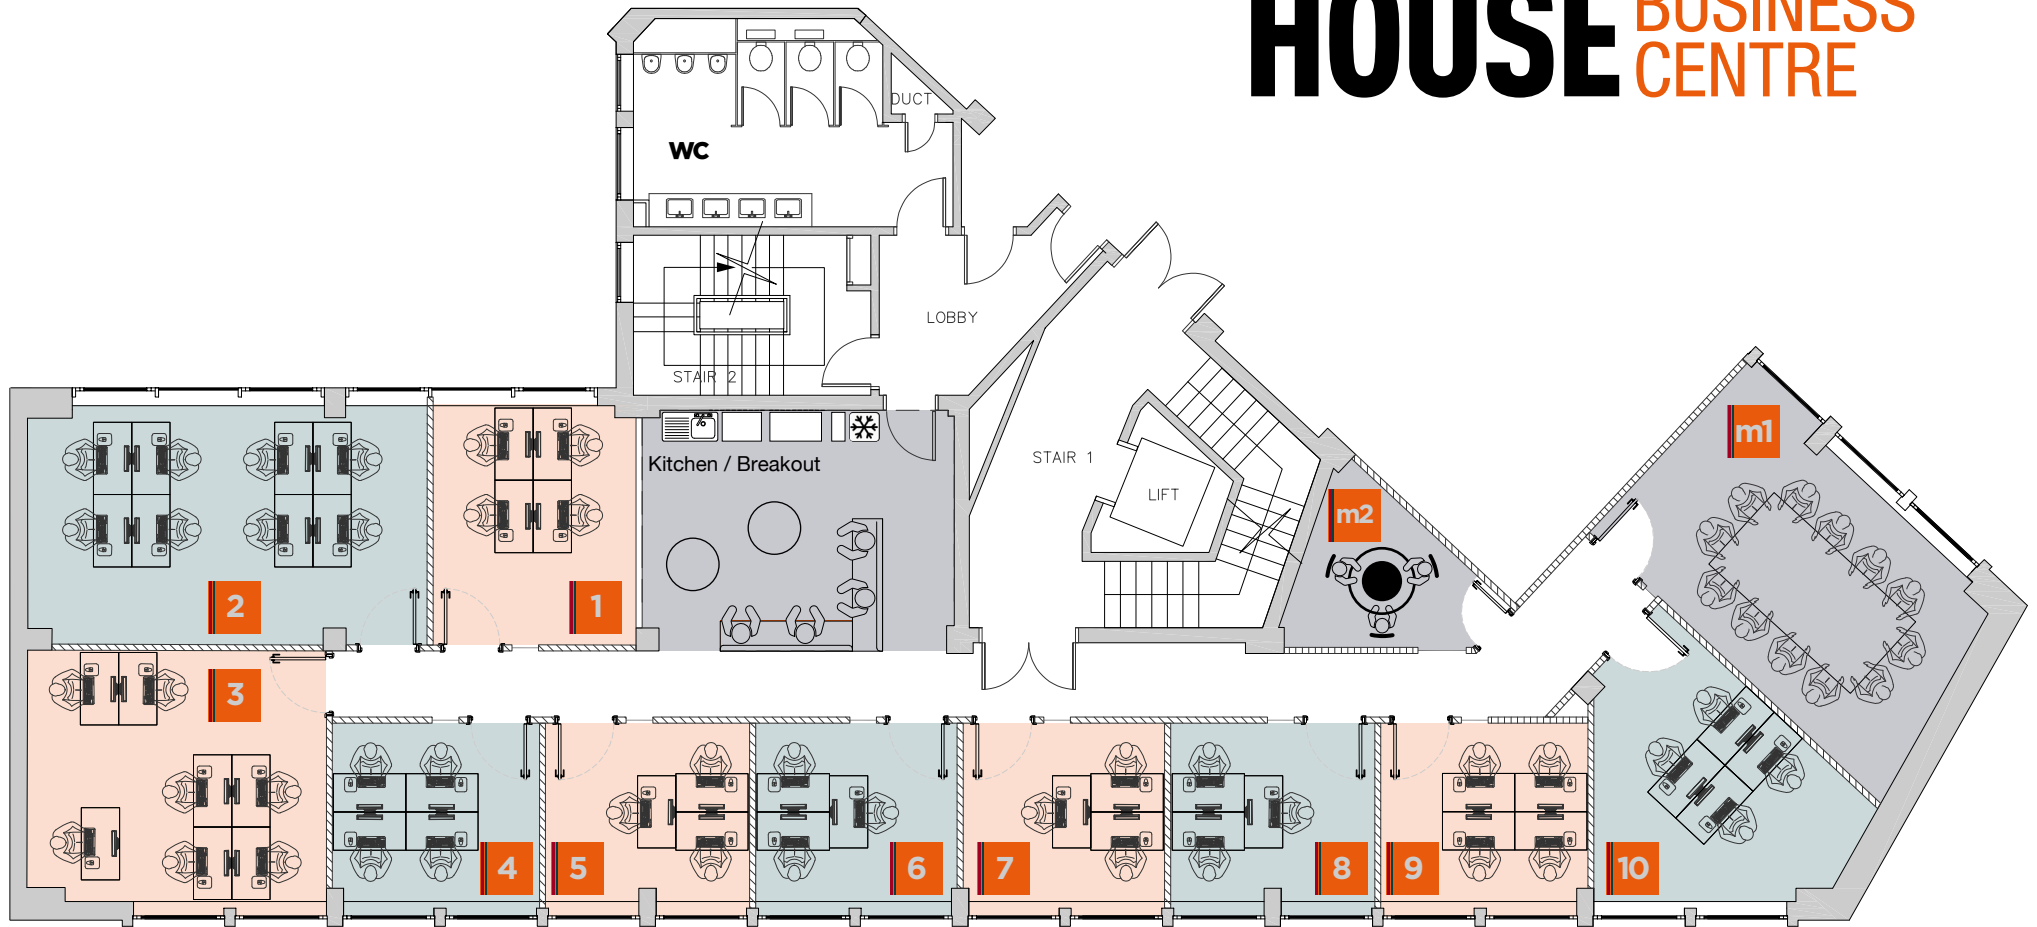 HOUSE
BUSINESS
CENTRE
DUCT
WC
LOBBY
STAIR 2
Kitchen / Breakout
STAIR 1
LIFT
m1
m2
2
1
3
4
5
6
7
8
9
10